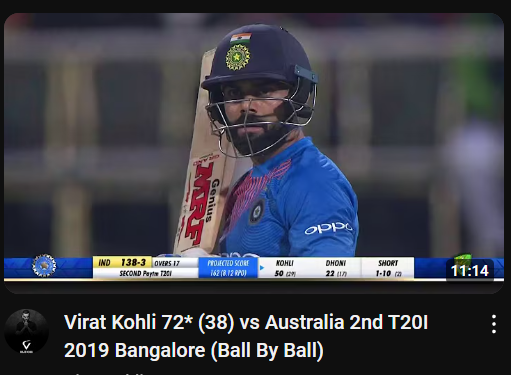 Genius
MRF
oppo
IND 138-3 OVERS 17
SECOND Paytm T20I
PROJECTED SCORE
162 (8.12 RPO)
KOHLI
50 (29)
DHONI
22 (17)
SHORT
1-10 (2)
11:14
Virat Kohli 72* (38) vs Australia 2nd T20I
2019 Bangalore (Ball By Ball)